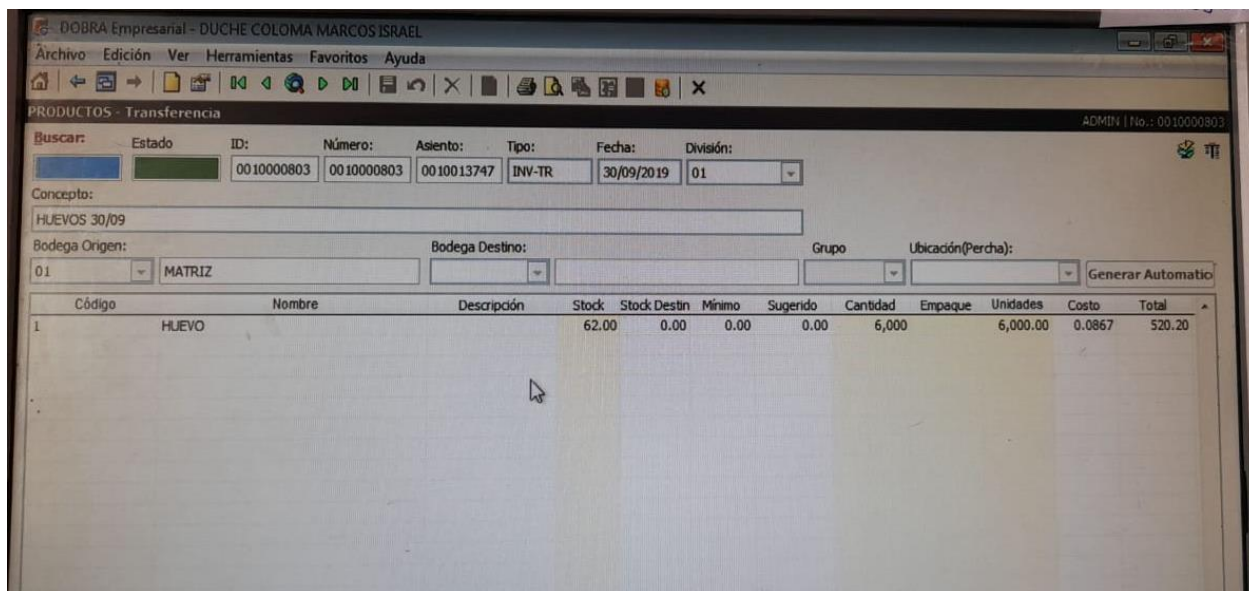 DOBRA Empresarial - DUCHE COLOMA MARCOS ISRAEL
Archivo Edición Ver Herramientas Favoritos Ayuda
PRODUCTOS - Transferencia
ADMIN | No.: 0010000803
Buscar: Estado ID: Número: Asiento: Tipo: Fecha: División:
0010000803 0010000803 0010013747 INV-TR 30/09/2019 01
Concepto:
HUEVOS 30/09
Bodega Origen: Bodega Destino: Grupo Ubicación(Percha):
01 MATRIZ Generar Automatic
Código Nombre Descripción Stock Stock Destin Mínimo Sugerido Cantidad Empaque Unidades Costo Total
1 HUEVO 62.00 0.00 0.00 0.00 6,000 6,000.00 0.0867 520.20